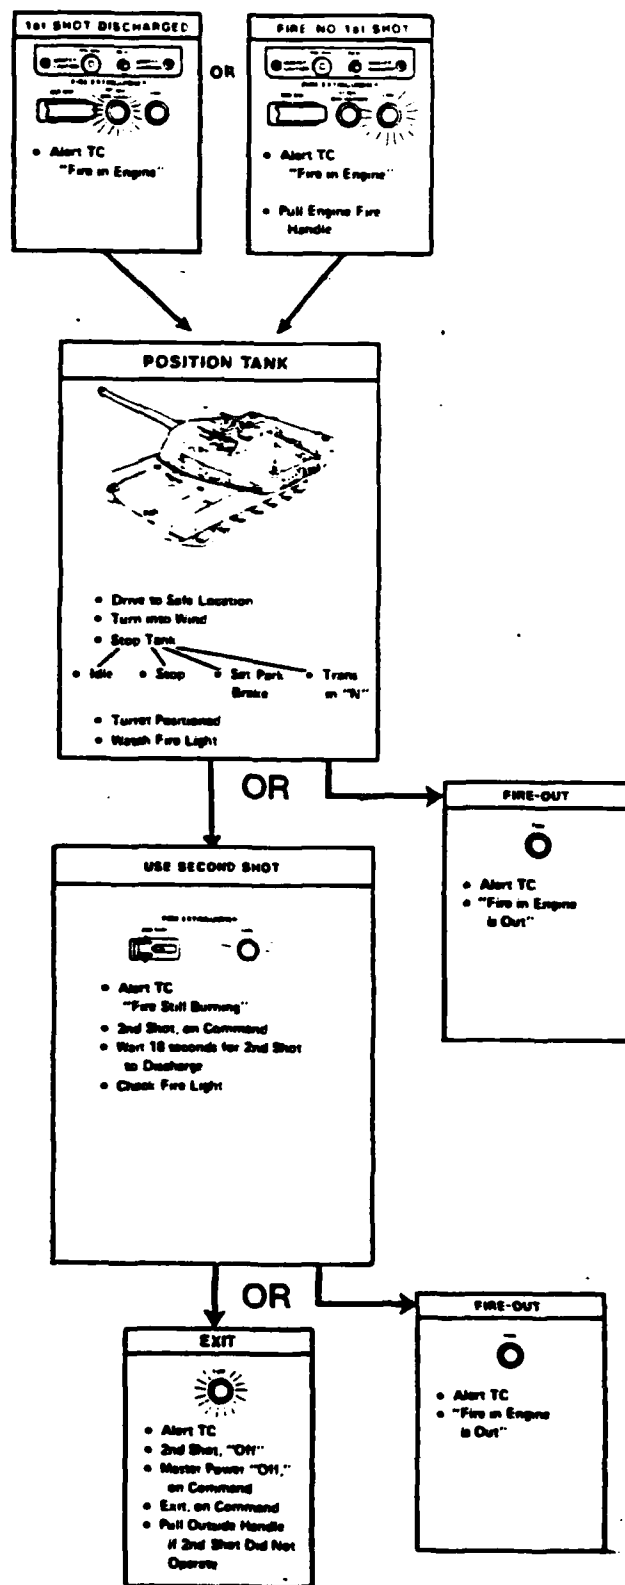 1st SHOT DISCHARGED
• Alert TC
"Fire in Engine"
OR
FIRE NO 1st SHOT
• Alert TC
"Fire in Engine"
• Pull Engine Fire
Handle
POSITION TANK
• Drive to Safe Location
• Turn into Wind
• Stop Tank
• Idle
• Stop
• Set Park
Brake
• Trans
in "N"
• Turret Positioned
• Watch Fire Light
OR
FIRE-OUT
• Alert TC
• "Fire in Engine
is Out"
USE SECOND SHOT
• Alert TC
"Fire Still Burning"
• 2nd Shot, on Command
• Wait 18 seconds for 2nd Shot
to Discharge
• Check Fire Light
OR
FIRE-OUT
• Alert TC
• "Fire in Engine
is Out"
EXIT
• Alert TC
• 2nd Shot, "Off"
• Master Power "Off,"
on Command
• Exit, on Command
• Pull Outside Handle
if 2nd Shot Did Not
Operate